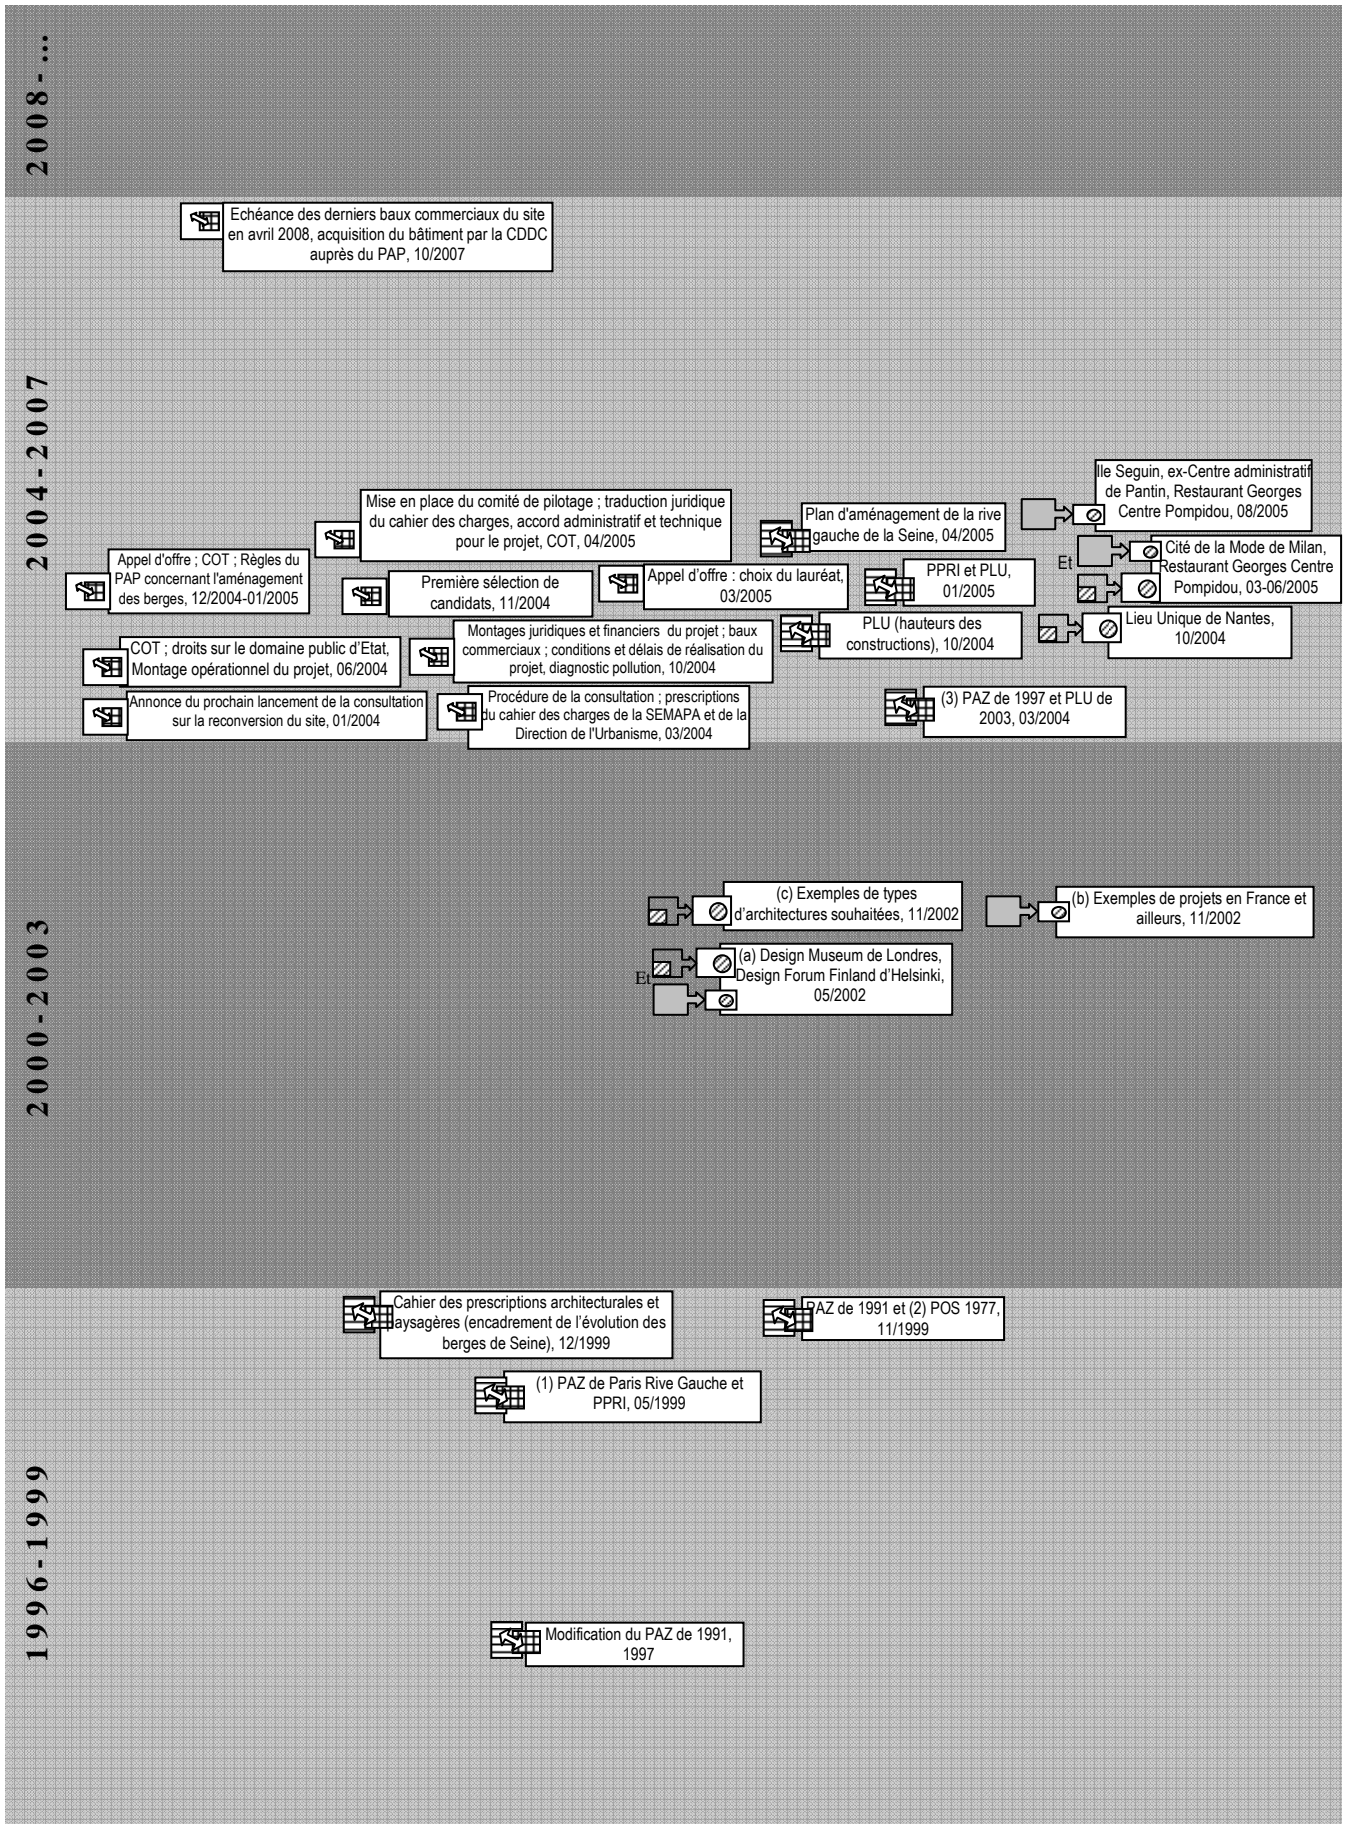 2008-...
Echéance des derniers baux commerciaux du site
en avril 2008, acquisition du bâtiment par la CDDC
auprès du PAP, 10/2007
2004-2007
Ile Seguin, ex-Centre administratif
de Pantin, Restaurant Georges
Centre Pompidou, 08/2005
Mise en place du comité de pilotage ; traduction juridique
du cahier des charges, accord administratif et technique
pour le projet, COT, 04/2005
Plan d'aménagement de la rive
gauche de la Seine, 04/2005
Et
Cité de la Mode de Milan,
Restaurant Georges Centre
Pompidou, 03-06/2005
Appel d'offre ; COT ; Règles du
PAP concernant l'aménagement
des berges, 12/2004-01/2005
Première sélection de
candidats, 11/2004
Appel d'offre : choix du lauréat,
03/2005
PPRI et PLU,
01/2005
Lieu Unique de Nantes,
10/2004
PLU (hauteurs des
constructions), 10/2004
COT ; droits sur le domaine public d'Etat,
Montage opérationnel du projet, 06/2004
Montages juridiques et financiers du projet ; baux
commerciaux ; conditions et délais de réalisation du
projet, diagnostic pollution, 10/2004
Annonce du prochain lancement de la consultation
sur la reconversion du site, 01/2004
Procédure de la consultation ; prescriptions
du cahier des charges de la SEMAPA et de la
Direction de l'Urbanisme, 03/2004
(3) PAZ de 1997 et PLU de
2003, 03/2004
2000-2003
(c) Exemples de types
d'architectures souhaitées, 11/2002
(b) Exemples de projets en France et
ailleurs, 11/2002
Et
(a) Design Museum de Londres,
Design Forum Finland d'Helsinki,
05/2002
1996-1999
Cahier des prescriptions architecturales et
paysagères (encadrement de l'évolution des
berges de Seine), 12/1999
PAZ de 1991 et (2) POS 1977,
11/1999
(1) PAZ de Paris Rive Gauche et
PPRI, 05/1999
Modification du PAZ de 1991,
1997